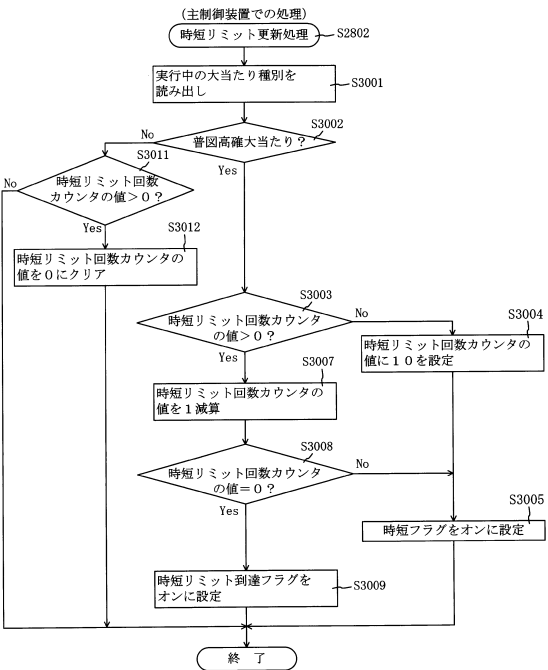 (主制御装置での処理)
時短リミット更新処理
S2802
実行中の大当たり種別を
読み出し
S3001
S3002
普図高確大当たり？
No
Yes
S3011
時短リミット回数
カウンタの値＞０？
No
Yes
S3012
時短リミット回数カウンタの
値を０にクリア
S3003
時短リミット回数カウンタ
の値＞０？
No
Yes
S3004
時短リミット回数カウンタの
値に１０を設定
S3007
時短リミット回数カウンタの
値を１減算
S3008
時短リミット回数カウンタ
の値＝０？
No
Yes
S3005
時短フラグをオンに設定
時短リミット到達フラグを
オンに設定
S3009
終 了